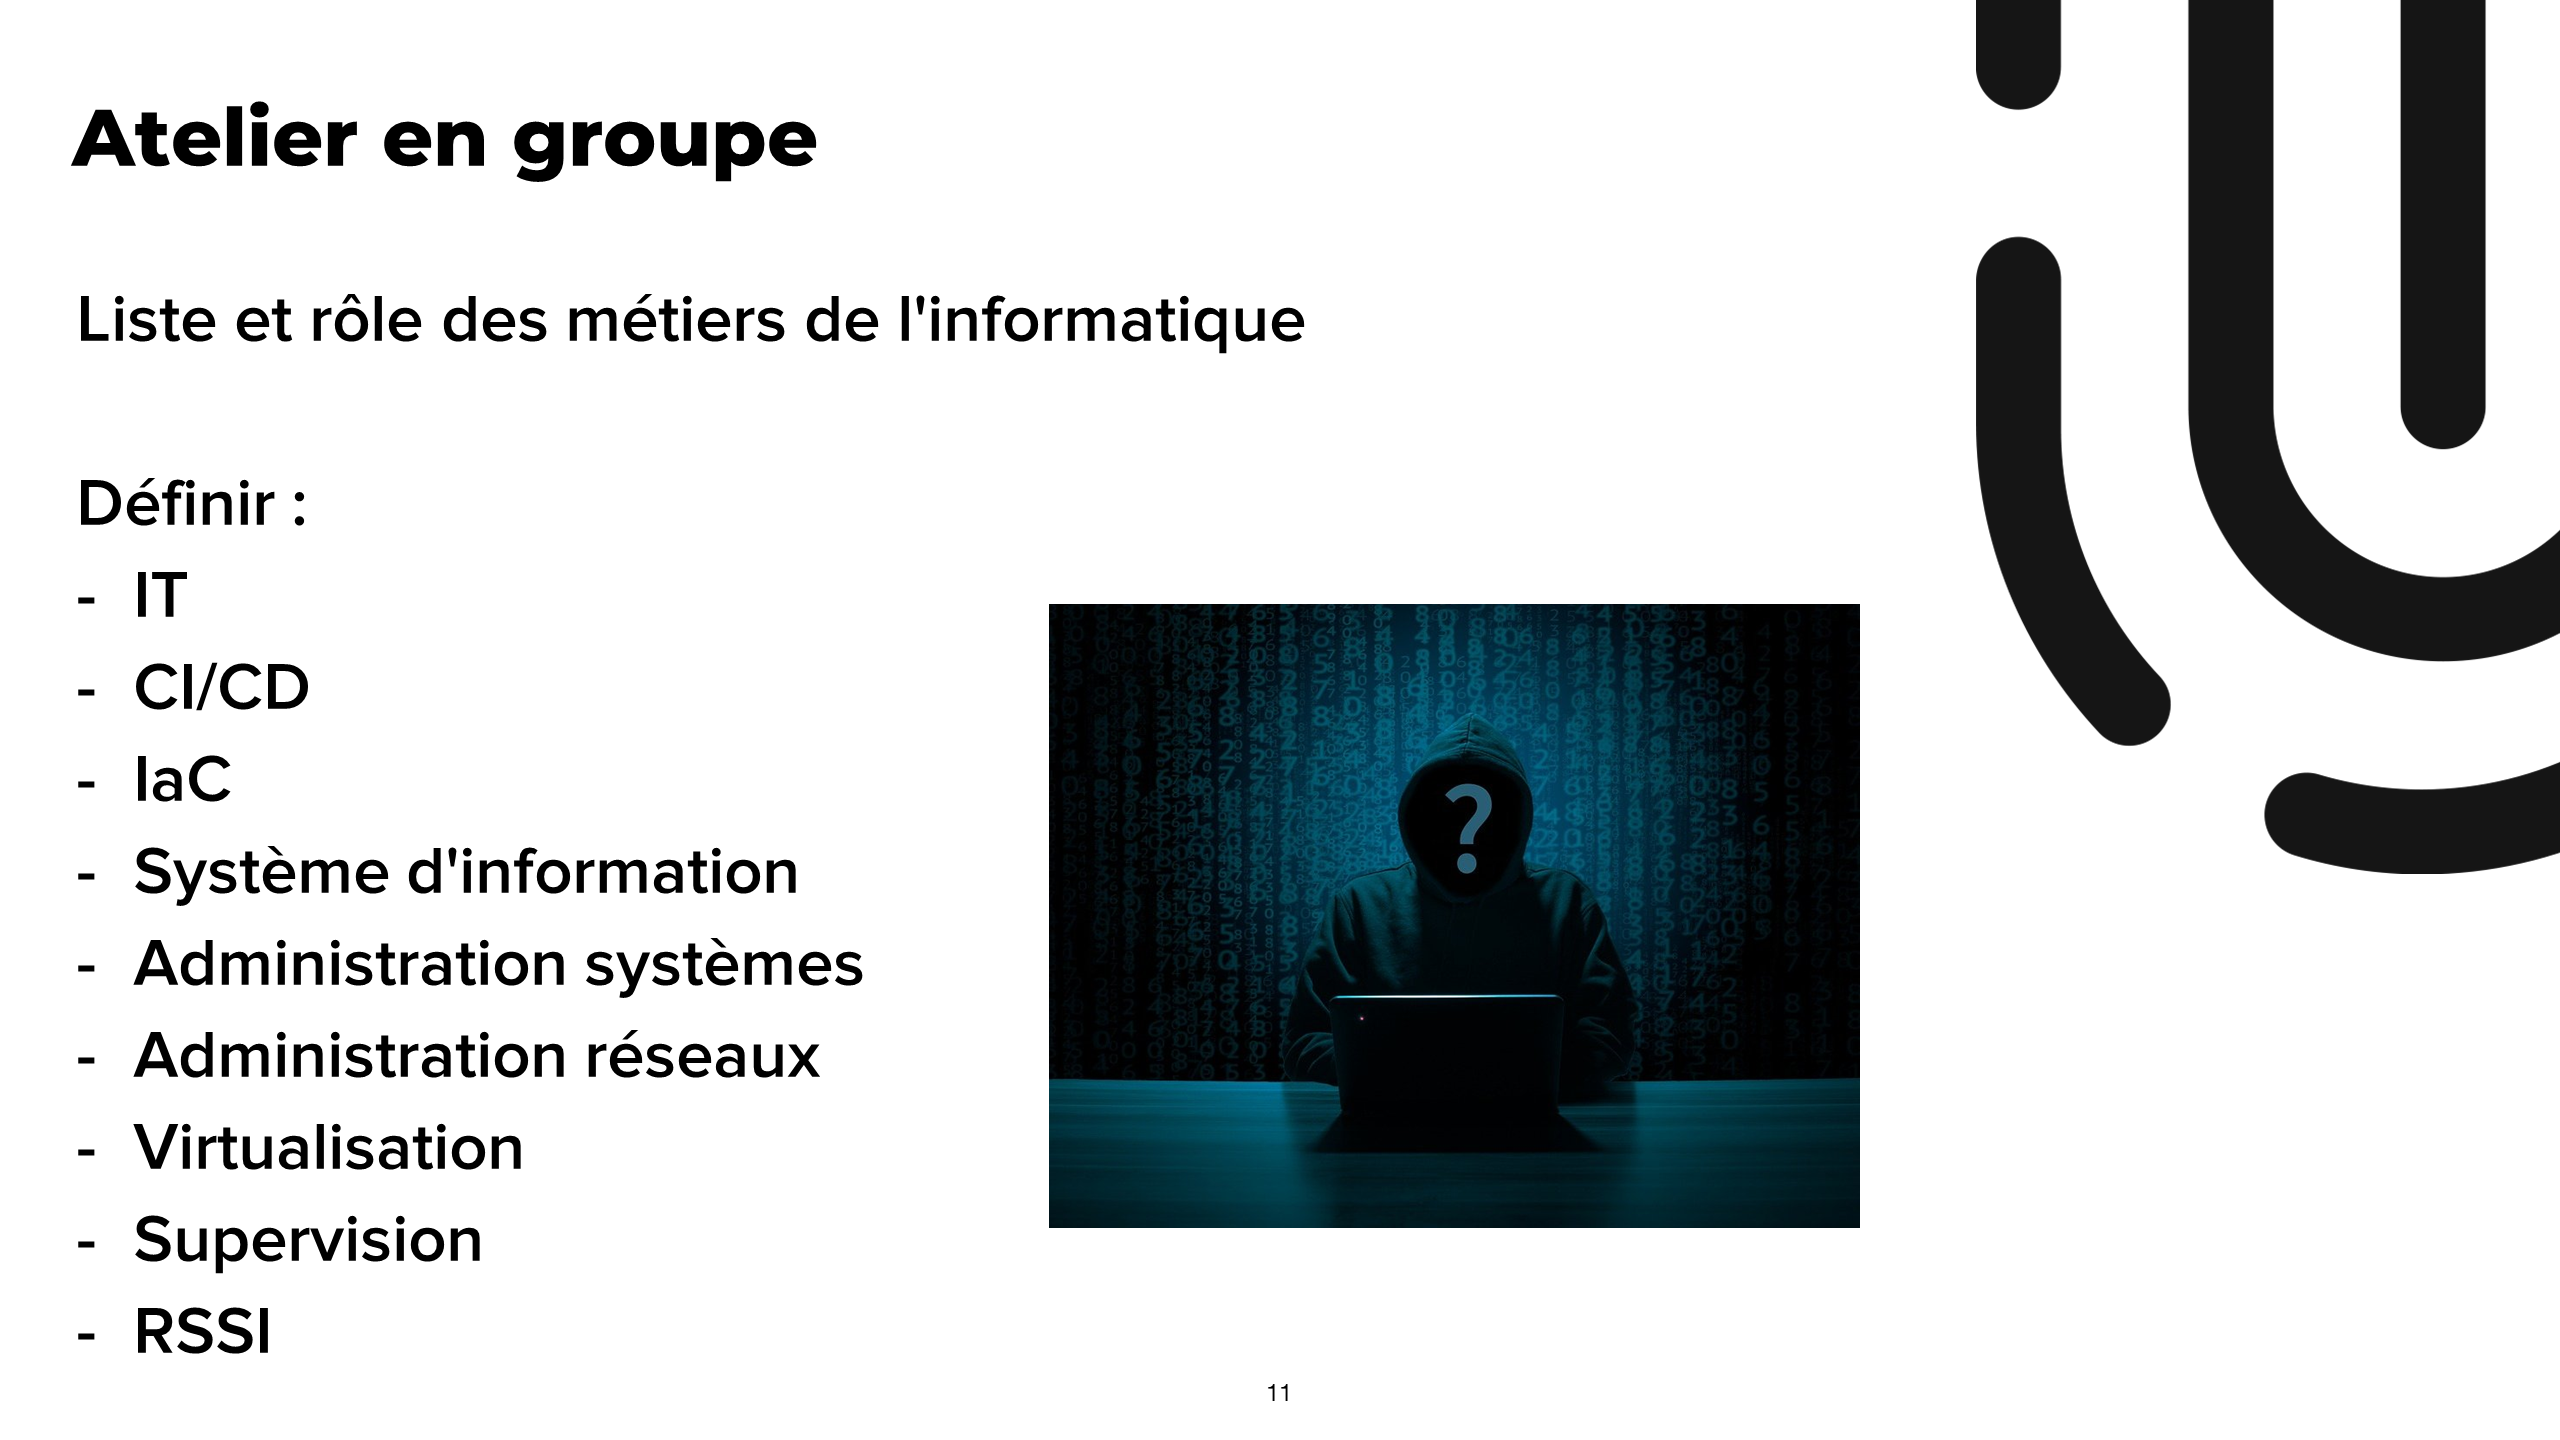 Atelier en groupe
Liste et rôle des métiers de l'informatique
Définir :
- IT
- CI/CD
- IaC
- Système d'information
- Administration systèmes
- Administration réseaux
- Virtualisation
- Supervision
- RSSI
?
11